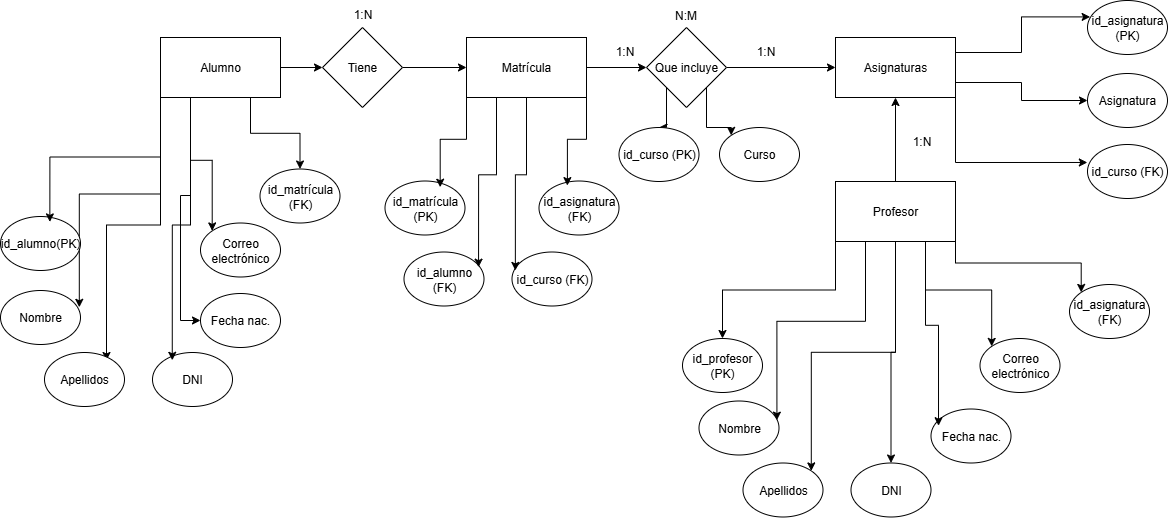 1:N
N:M
id_asignatura
(PK)
Alumno
Tiene
Matrícula
1:N
Que incluye
1:N
Asignaturas
Asignatura
id_curso (PK)
Curso
1:N
id_curso (FK)
id_matrícula
(FK)
id_matrícula
(PK)
id_asignatura
(FK)
Profesor
id_alumno(PK)
Correo
electrónico
id_alumno
(FK)
id_curso (FK)
Nombre
Fecha nac.
id_asignatura
(FK)
id_profesor
(PK)
Correo
electrónico
Apellidos
DNI
Nombre
Fecha nac.
Apellidos
DNI